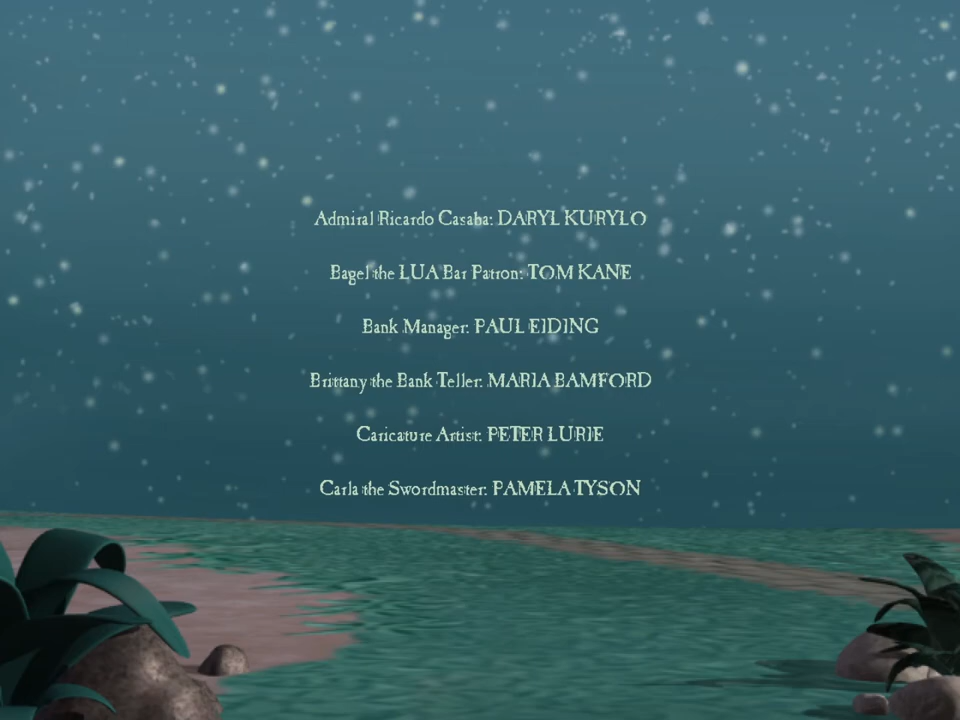 Admiral Ricardo Casaba: DARYL KURYLO
Bagel the LUA Bar Patron: TOM KANE
Bank Manager: PAUL EIDING
Brittany the Bank Teller: MARIA BAMFORD
Caricature Artist: PETER LURIE
Carla the Swordmaster: PAMELA TYSON